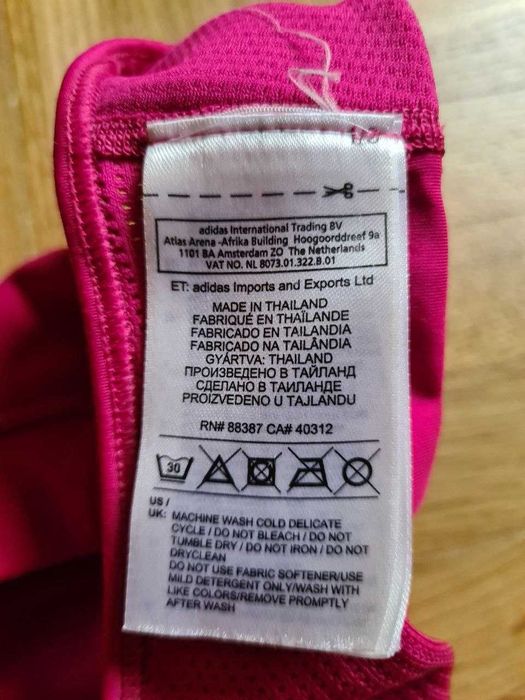 adidas International Trading BV
Atlas Arena -Afrika Building Hoogoorddreef 9a
1101 BA Amsterdam ZO The Netherlands
VAT NO. NL 8073.01.322.B.01
ET: adidas Imports and Exports Ltd
MADE IN THAILAND
FABRIQUÉ EN THAÏLANDE
FABRICADO EN TAILANDIA
FABRICADO NA TAILÂNDIA
GYÁRTVA: THAILAND
ПРОИЗВЕДЕНО В ТАЙЛАНД
СДЕЛАНО В ТАИЛАНДЕ
PROIZVEDENO U TAJLANDU
RN# 88387 CA# 40312
30
US /
UK: MACHINE WASH COLD DELICATE
CYCLE / DO NOT BLEACH / DO NOT
TUMBLE DRY / DO NOT IRON / DO NOT
DRYCLEAN
DO NOT USE FABRIC SOFTENER/USE
MILD DETERGENT ONLY/WASH WITH
LIKE COLORS/REMOVE PROMPTLY
AFTER WASH